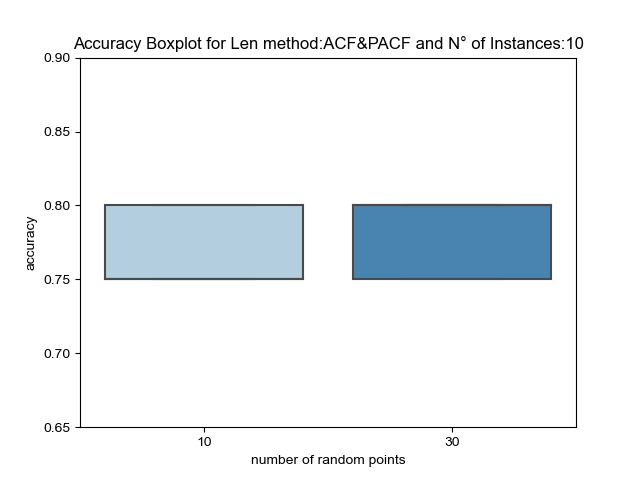 Accuracy Boxplot for Len method:ACF&PACF and N° of Instances:10
0.90
0.85
0.80
0.75
0.70
0.65
accuracy
10 30
number of random points